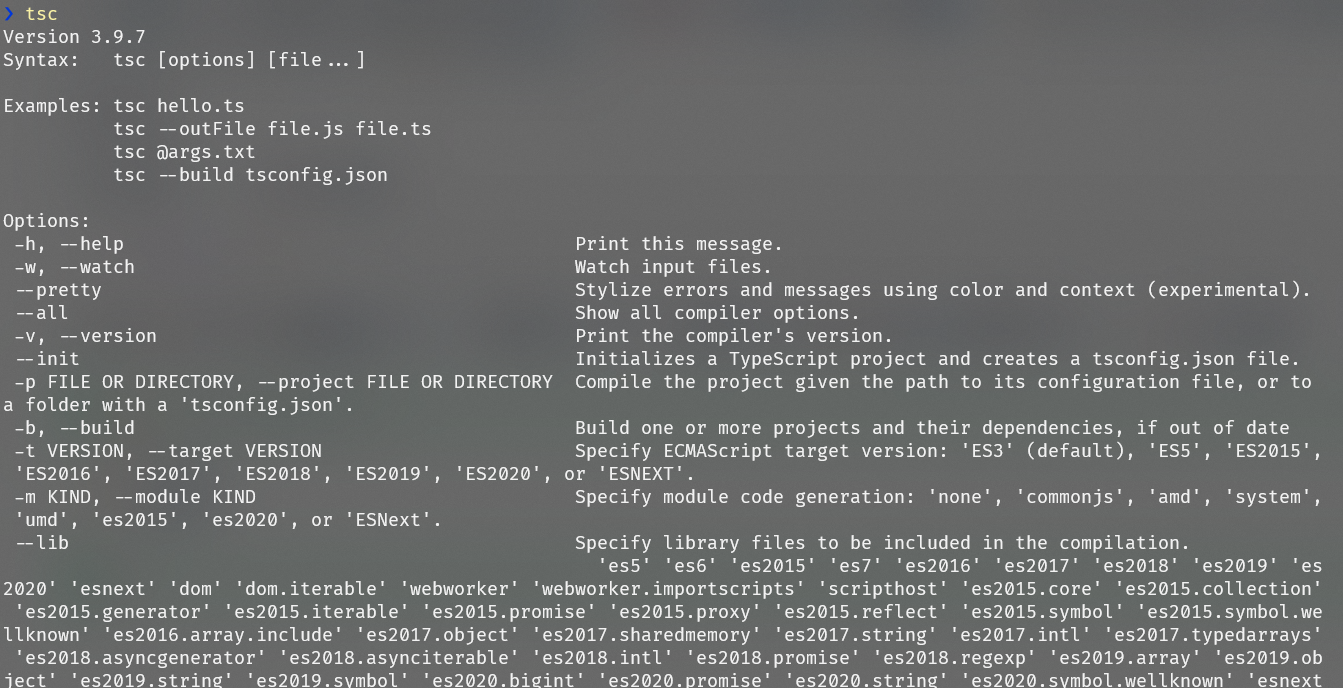 ❯ tsc
Version 3.9.7
Syntax:   tsc [options] [file...]

Examples: tsc hello.ts
          tsc --outFile file.js file.ts
          tsc @args.txt
          tsc --build tsconfig.json

Options:
 -h, --help                                         Print this message.
 -w, --watch                                        Watch input files.
 --pretty                                           Stylize errors and messages using color and context (experimental).
 --all                                              Show all compiler options.
 -v, --version                                      Print the compiler's version.
 --init                                             Initializes a TypeScript project and creates a tsconfig.json file.
 -p FILE OR DIRECTORY, --project FILE OR DIRECTORY  Compile the project given the path to its configuration file, or to
a folder with a 'tsconfig.json'.
 -b, --build                                        Build one or more projects and their dependencies, if out of date
 -t VERSION, --target VERSION                       Specify ECMAScript target version: 'ES3' (default), 'ES5', 'ES2015',
 'ES2016', 'ES2017', 'ES2018', 'ES2019', 'ES2020', or 'ESNEXT'.
 -m KIND, --module KIND                             Specify module code generation: 'none', 'commonjs', 'amd', 'system',
 'umd', 'es2015', 'es2020', or 'ESNext'.
 --lib                                              Specify library files to be included in the compilation.
                                                      'es5' 'es6' 'es2015' 'es7' 'es2016' 'es2017' 'es2018' 'es2019' 'es
2020' 'esnext' 'dom' 'dom.iterable' 'webworker' 'webworker.importscripts' 'scripthost' 'es2015.core' 'es2015.collection'
 'es2015.generator' 'es2015.iterable' 'es2015.promise' 'es2015.proxy' 'es2015.reflect' 'es2015.symbol' 'es2015.symbol.we
llknown' 'es2016.array.include' 'es2017.object' 'es2017.sharedmemory' 'es2017.string' 'es2017.intl' 'es2017.typedarrays'
 'es2018.asyncgenerator' 'es2018.asynciterable' 'es2018.intl' 'es2018.promise' 'es2018.regexp' 'es2019.array' 'es2019.ob
ject' 'es2019.string' 'es2019.symbol' 'es2020.bigint' 'es2020.promise' 'es2020.string' 'es2020.symbol.wellknown' 'esnext